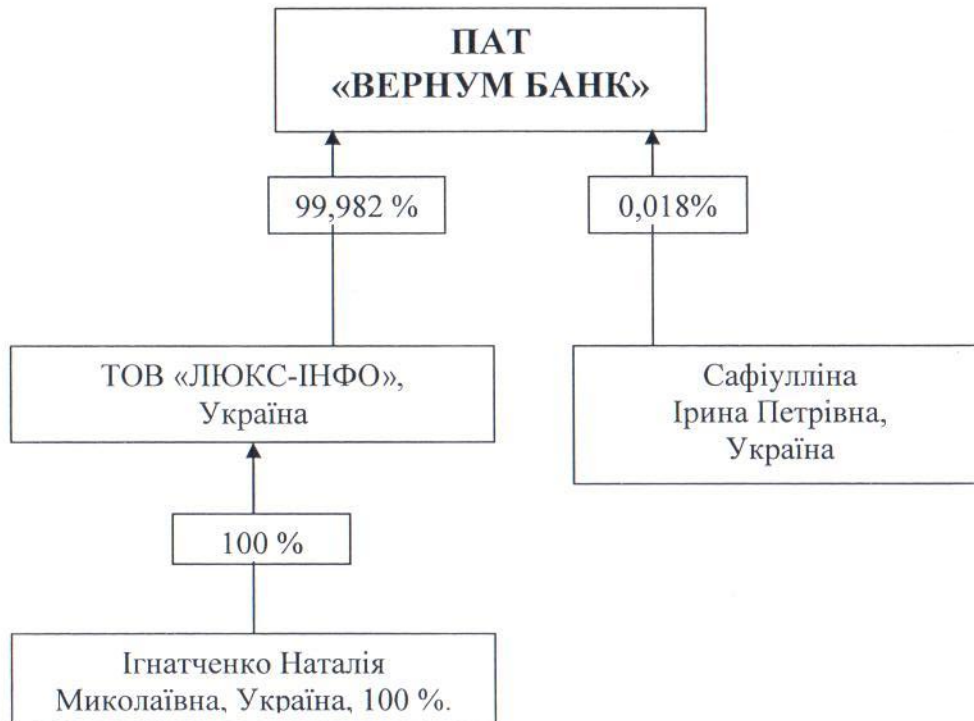 ПАТ
«ВЕРНУМ БАНК»
99,982 %
0,018%
ТОВ «ЛЮКС-ІНФО»,
Україна
Сафіулліна
Ірина Петрівна,
Україна
100 %
Ігнатченко Наталія
Миколаївна, Україна, 100 %.